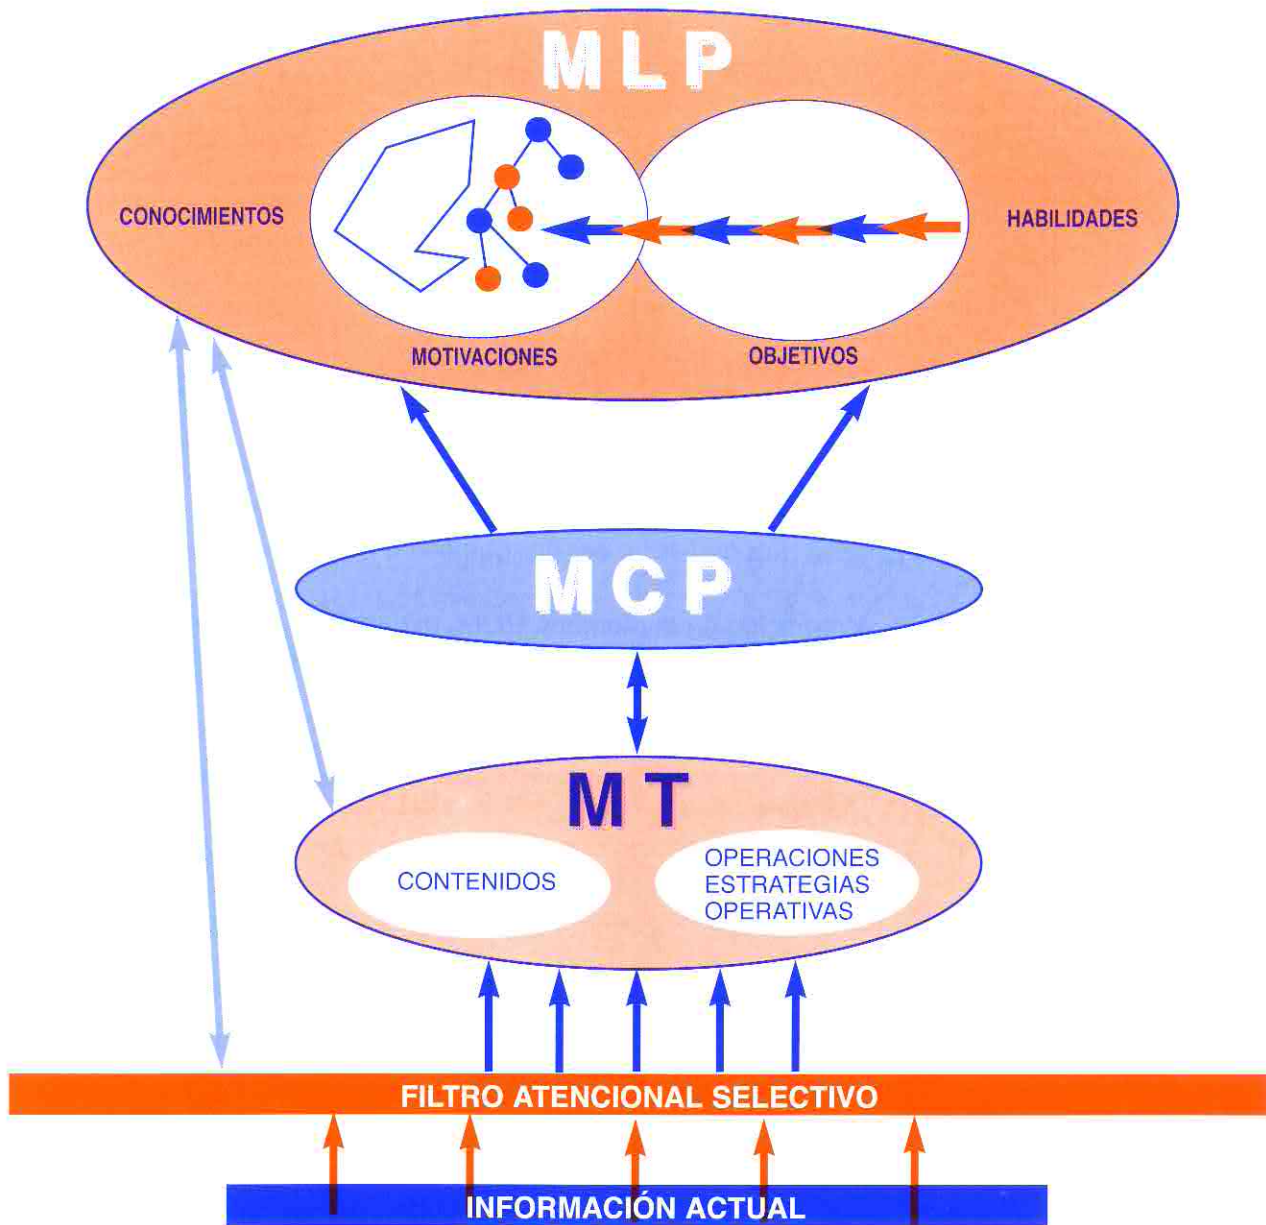 MLP
CONOCIMIENTOS
HABILIDADES
MOTIVACIONES
OBJETIVOS
MCP
MT
CONTENIDOS
OPERACIONES
ESTRATEGIAS
OPERATIVAS
FILTRO ATENCIONAL SELECTIVO
INFORMACIÓN ACTUAL